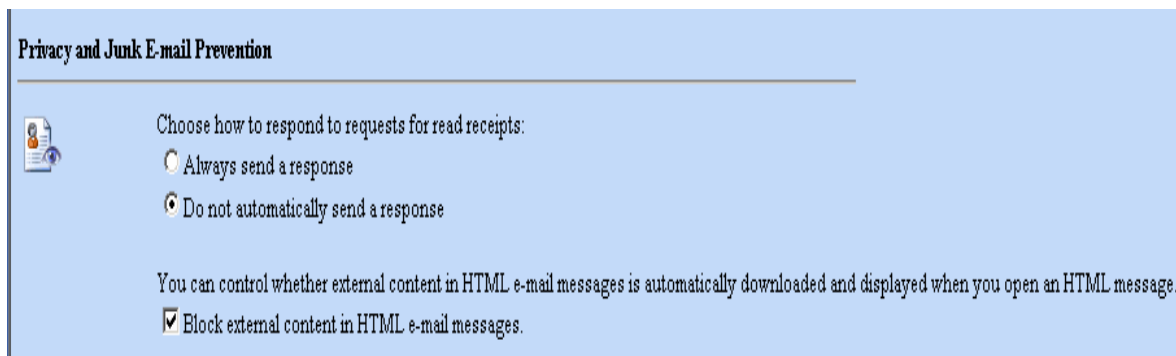 Privacy and Junk E-mail Prevention
Choose how to respond to requests for read receipts:
Always send a response
Do not automatically send a response
You can control whether external content in HTML e-mail messages is automatically downloaded and displayed when you open an HTML message.
Block external content in HTML e-mail messages.